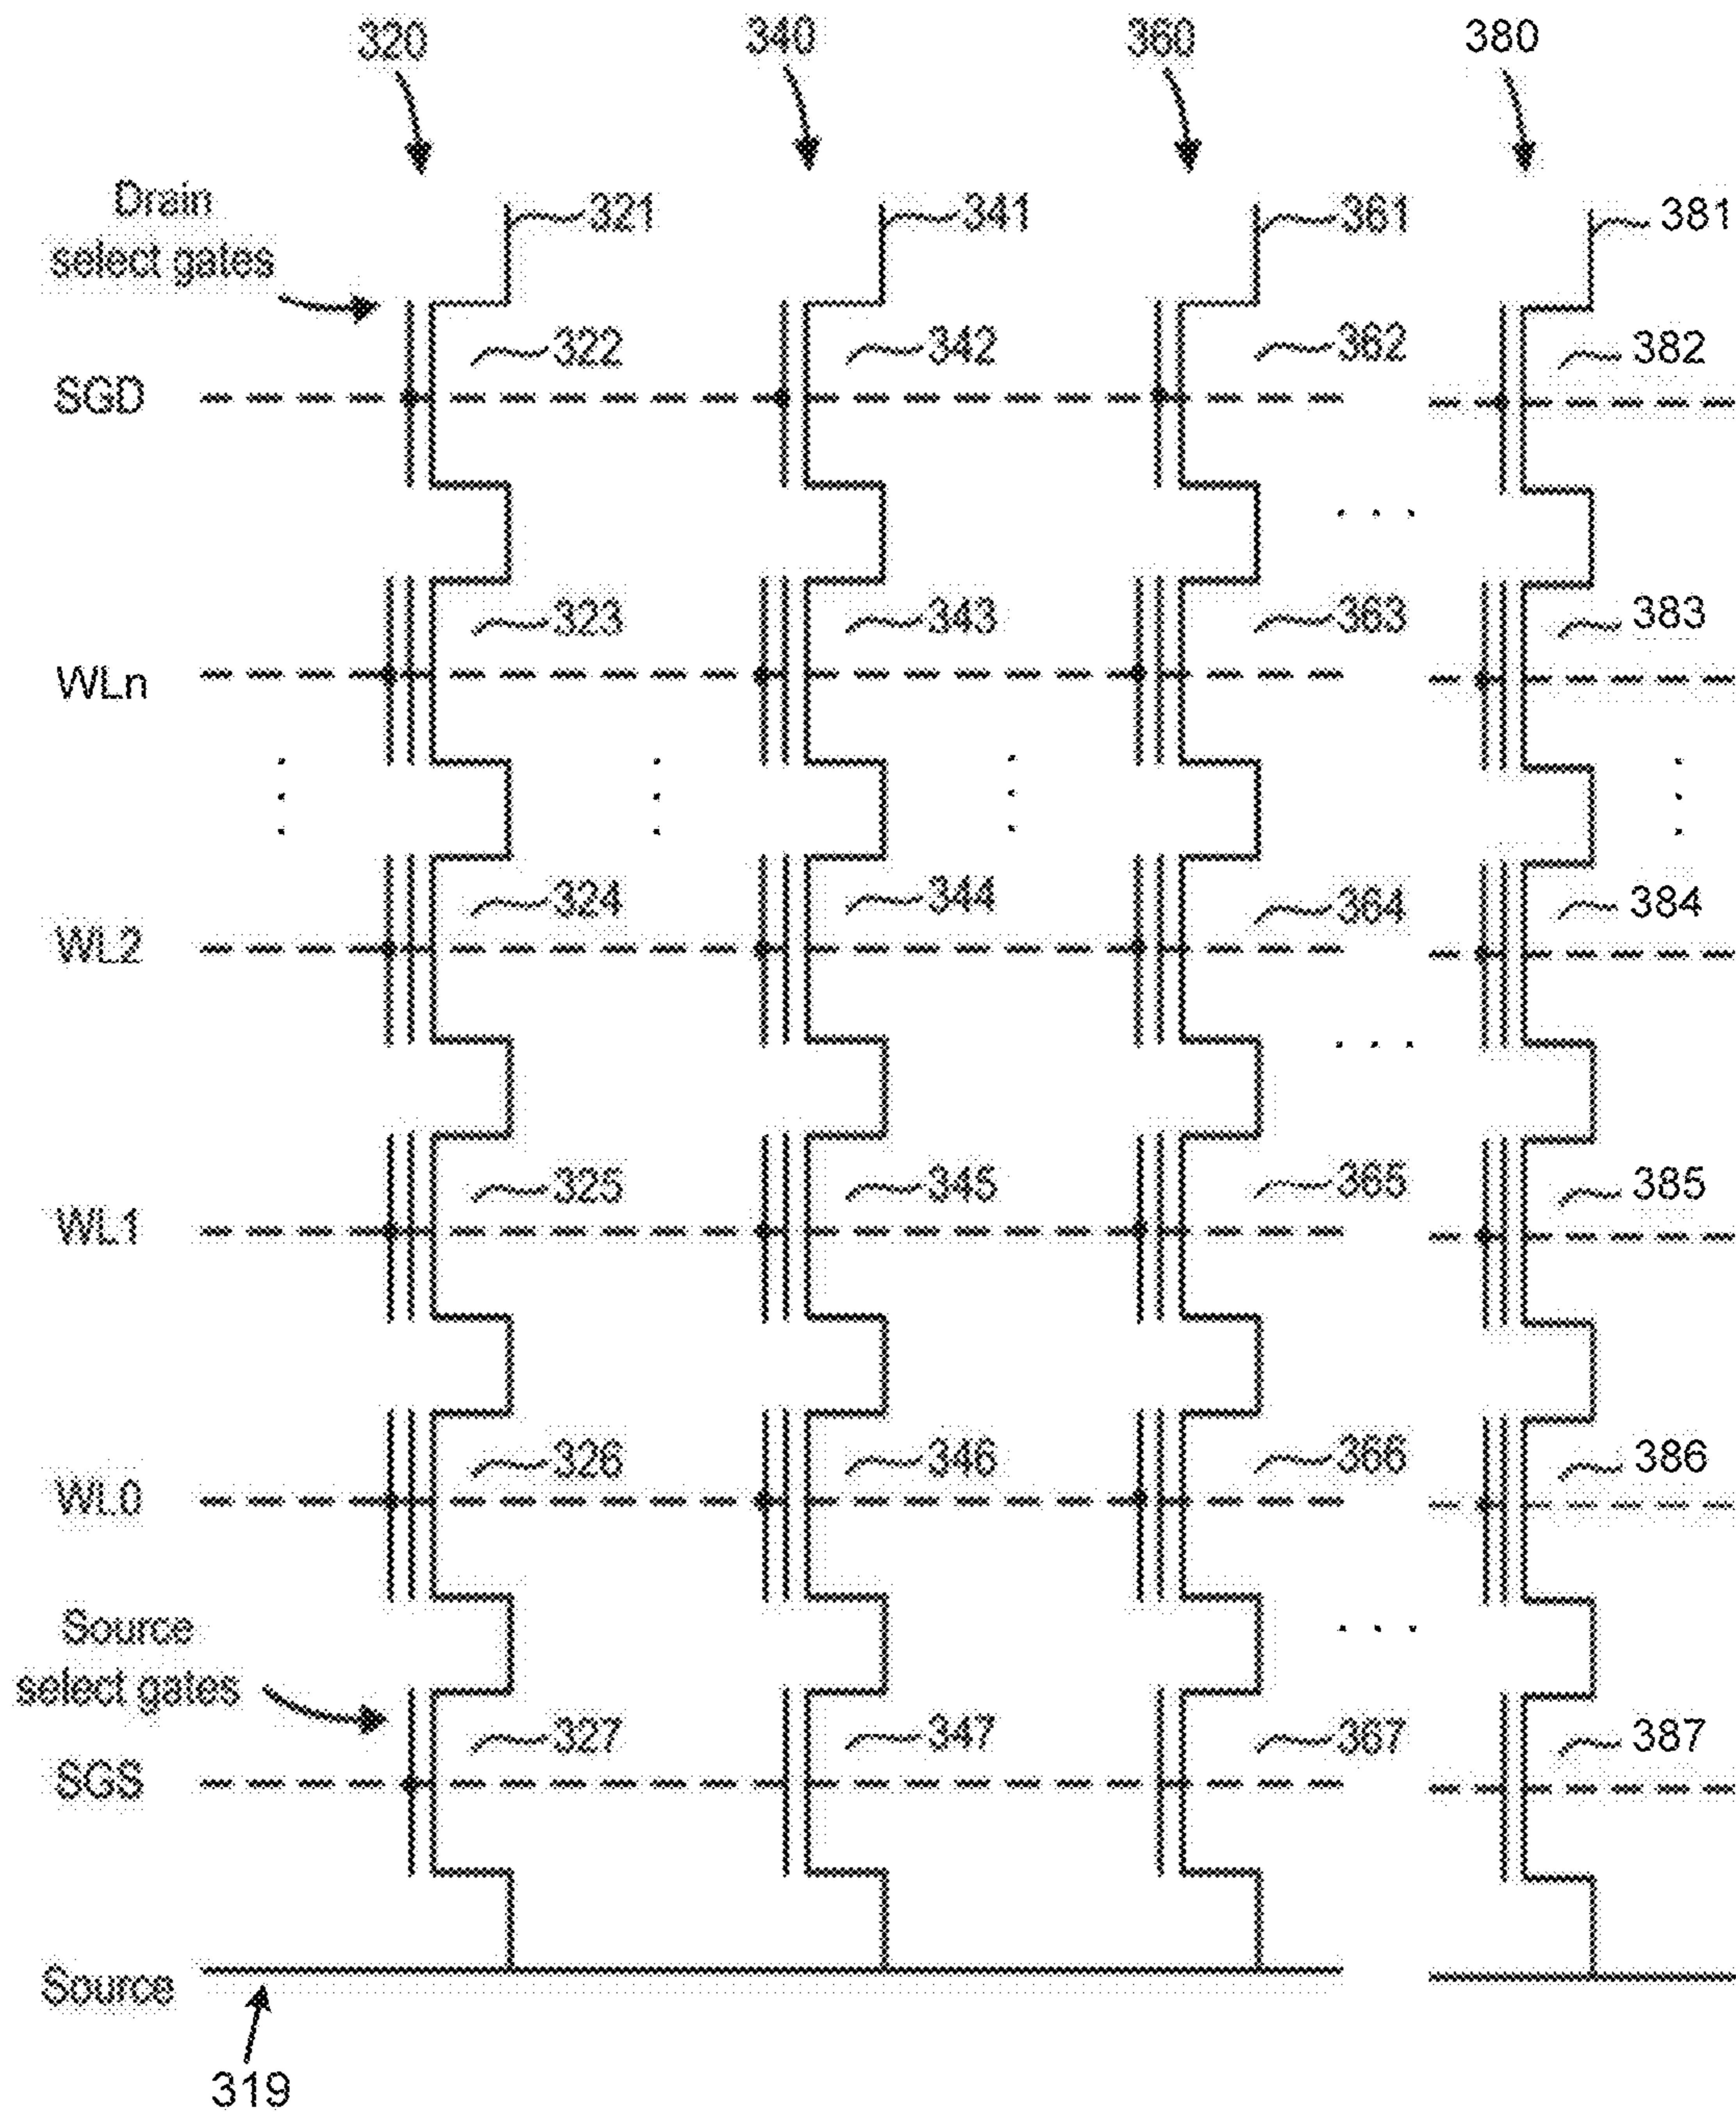 320 340 360 380
Drain
select gates
321 341 361 381
322 342 362 382
SGD
323 343 363 383
WLn
324 344 364 384
WL2
325 345 365 385
WL1
326 346 366 386
WL0
Source
select gates
327 347 367 387
SGS
Source
319